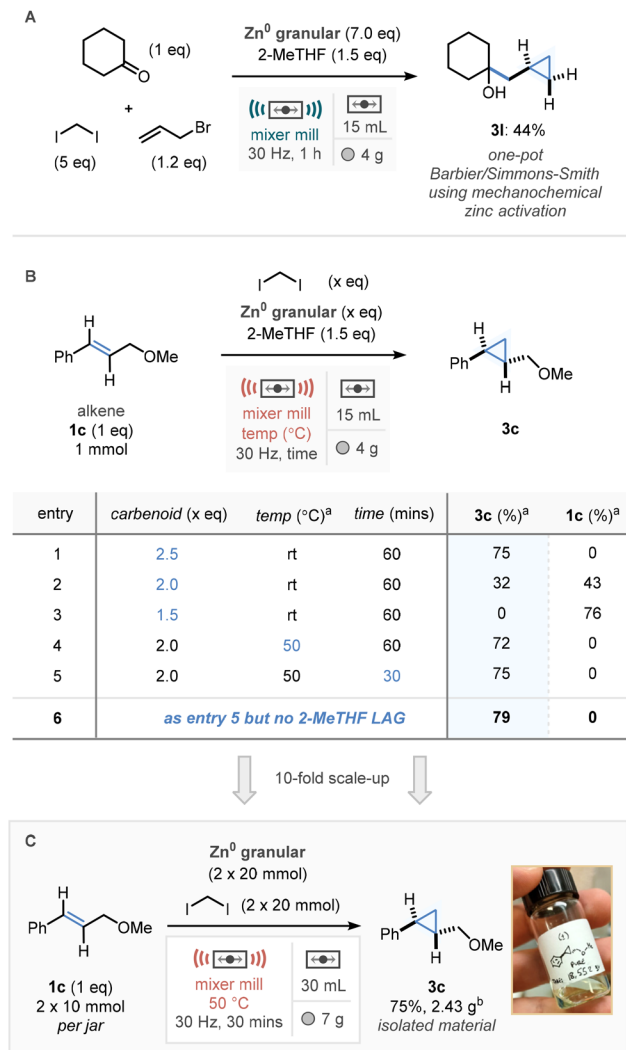 A
(1 eq)
O
+
I I
Br
(5 eq) (1.2 eq)
Zn⁰ granular (7.0 eq)
2-MeTHF (1.5 eq)
mixer mill
30 Hz, 1 h
15 mL
4 g
H
OH
H
H
3l: 44%
one-pot
Barbier/Simmons-Smith
using mechanochemical
zinc activation
B
H
Ph OMe
H
alkene
1c (1 eq)
1 mmol
I I (x eq)
Zn⁰ granular (x eq)
2-MeTHF (1.5 eq)
mixer mill
temp (°C)
30 Hz, time
15 mL
4 g
H
Ph
H
OMe
3c
entry carbenoid (x eq) temp (°C)ᵃ time (mins) 3c (%)ᵃ 1c (%)ᵃ
1 2.5 rt 60 75 0
2 2.0 rt 60 32 43
3 1.5 rt 60 0 76
4 2.0 50 60 72 0
5 2.0 50 30 75 0
6 as entry 5 but no 2-MeTHF LAG 79 0
10-fold scale-up
C
H
Ph OMe
H
1c (1 eq)
2 x 10 mmol
per jar
Zn⁰ granular
(2 x 20 mmol)
I I (2 x 20 mmol)
mixer mill
50 °C
30 Hz, 30 mins
30 mL
7 g
H
Ph
H
OMe
3c
75%, 2.43 gᵇ
isolated material
PURE